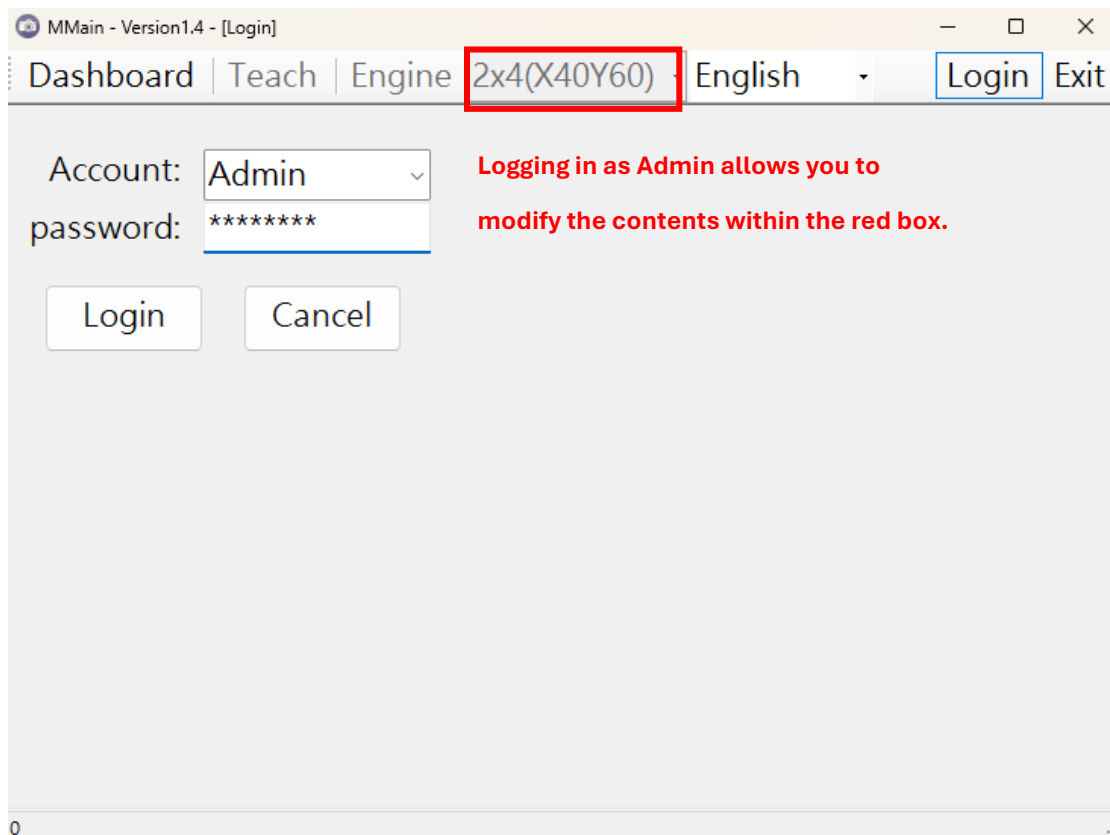 MMain - Version1.4 - [Login]
Dashboard Teach Engine 2x4(X40Y60) English Login Exit
Account: Admin
Logging in as Admin allows you to
password: ********
modify the contents within the red box.
Login Cancel
0